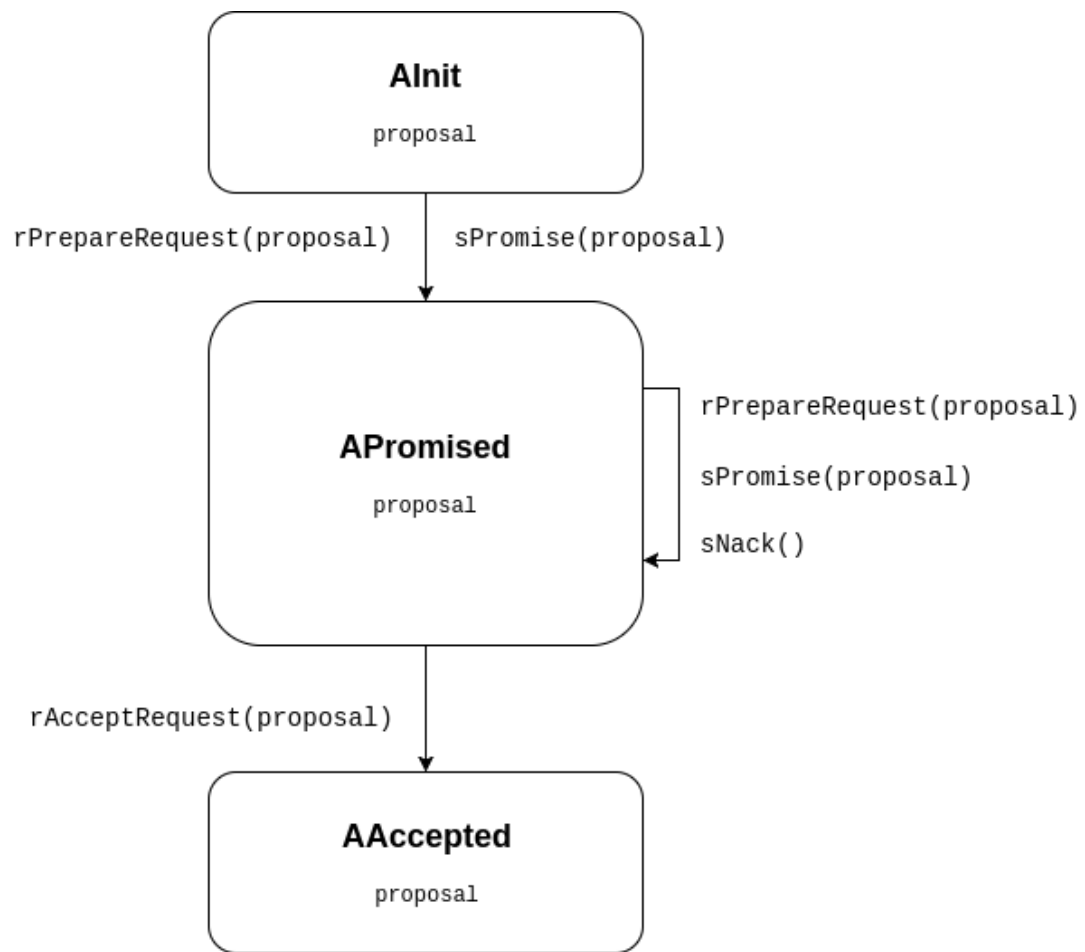 AInit
proposal
rPrepareRequest(proposal) sPromise(proposal)
APromised
proposal
rPrepareRequest(proposal)
sPromise(proposal)
sNack()
rAcceptRequest(proposal)
AAccepted
proposal